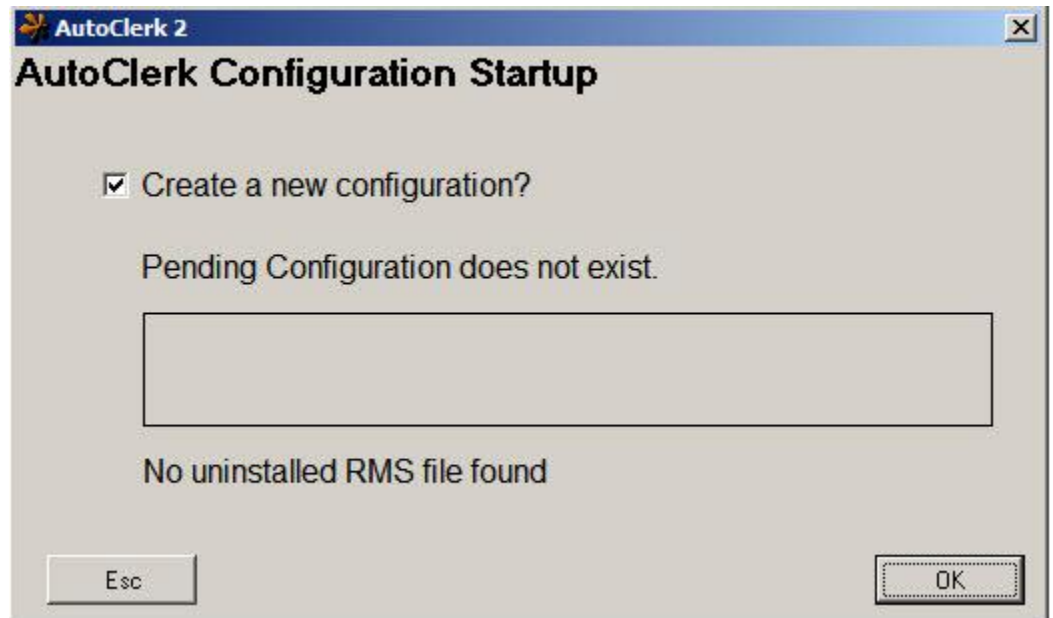 AutoClerk 2
AutoClerk Configuration Startup
Create a new configuration?
Pending Configuration does not exist.
No uninstalled RMS file found
Esc
OK